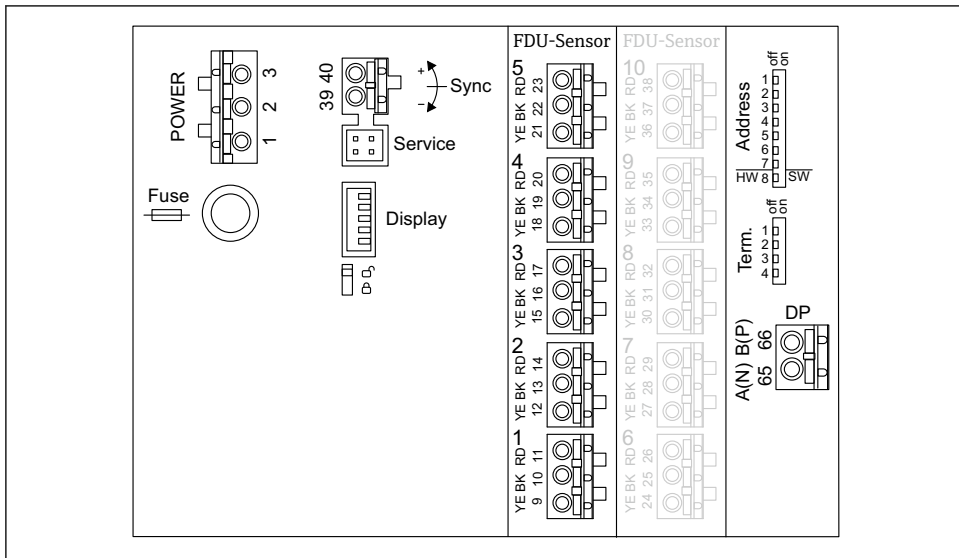 POWER
3
2
1
Fuse
39 40
+
−
Sync
Service
Display
FDU-Sensor
5
YE BK RD
21 22 23
4
YE BK RD
18 19 20
3
YE BK RD
15 16 17
2
YE BK RD
12 13 14
1
YE BK RD
9 10 11
FDU-Sensor
10
YE BK RD
36 37 38
9
YE BK RD
33 34 35
8
YE BK RD
30 31 32
7
YE BK RD
27 28 29
6
YE BK RD
24 25 26
Address
off
on
1
2
3
4
5
6
7
HW 8 SW
Term.
off
on
1
2
3
4
DP
A(N) B(P)
65 66